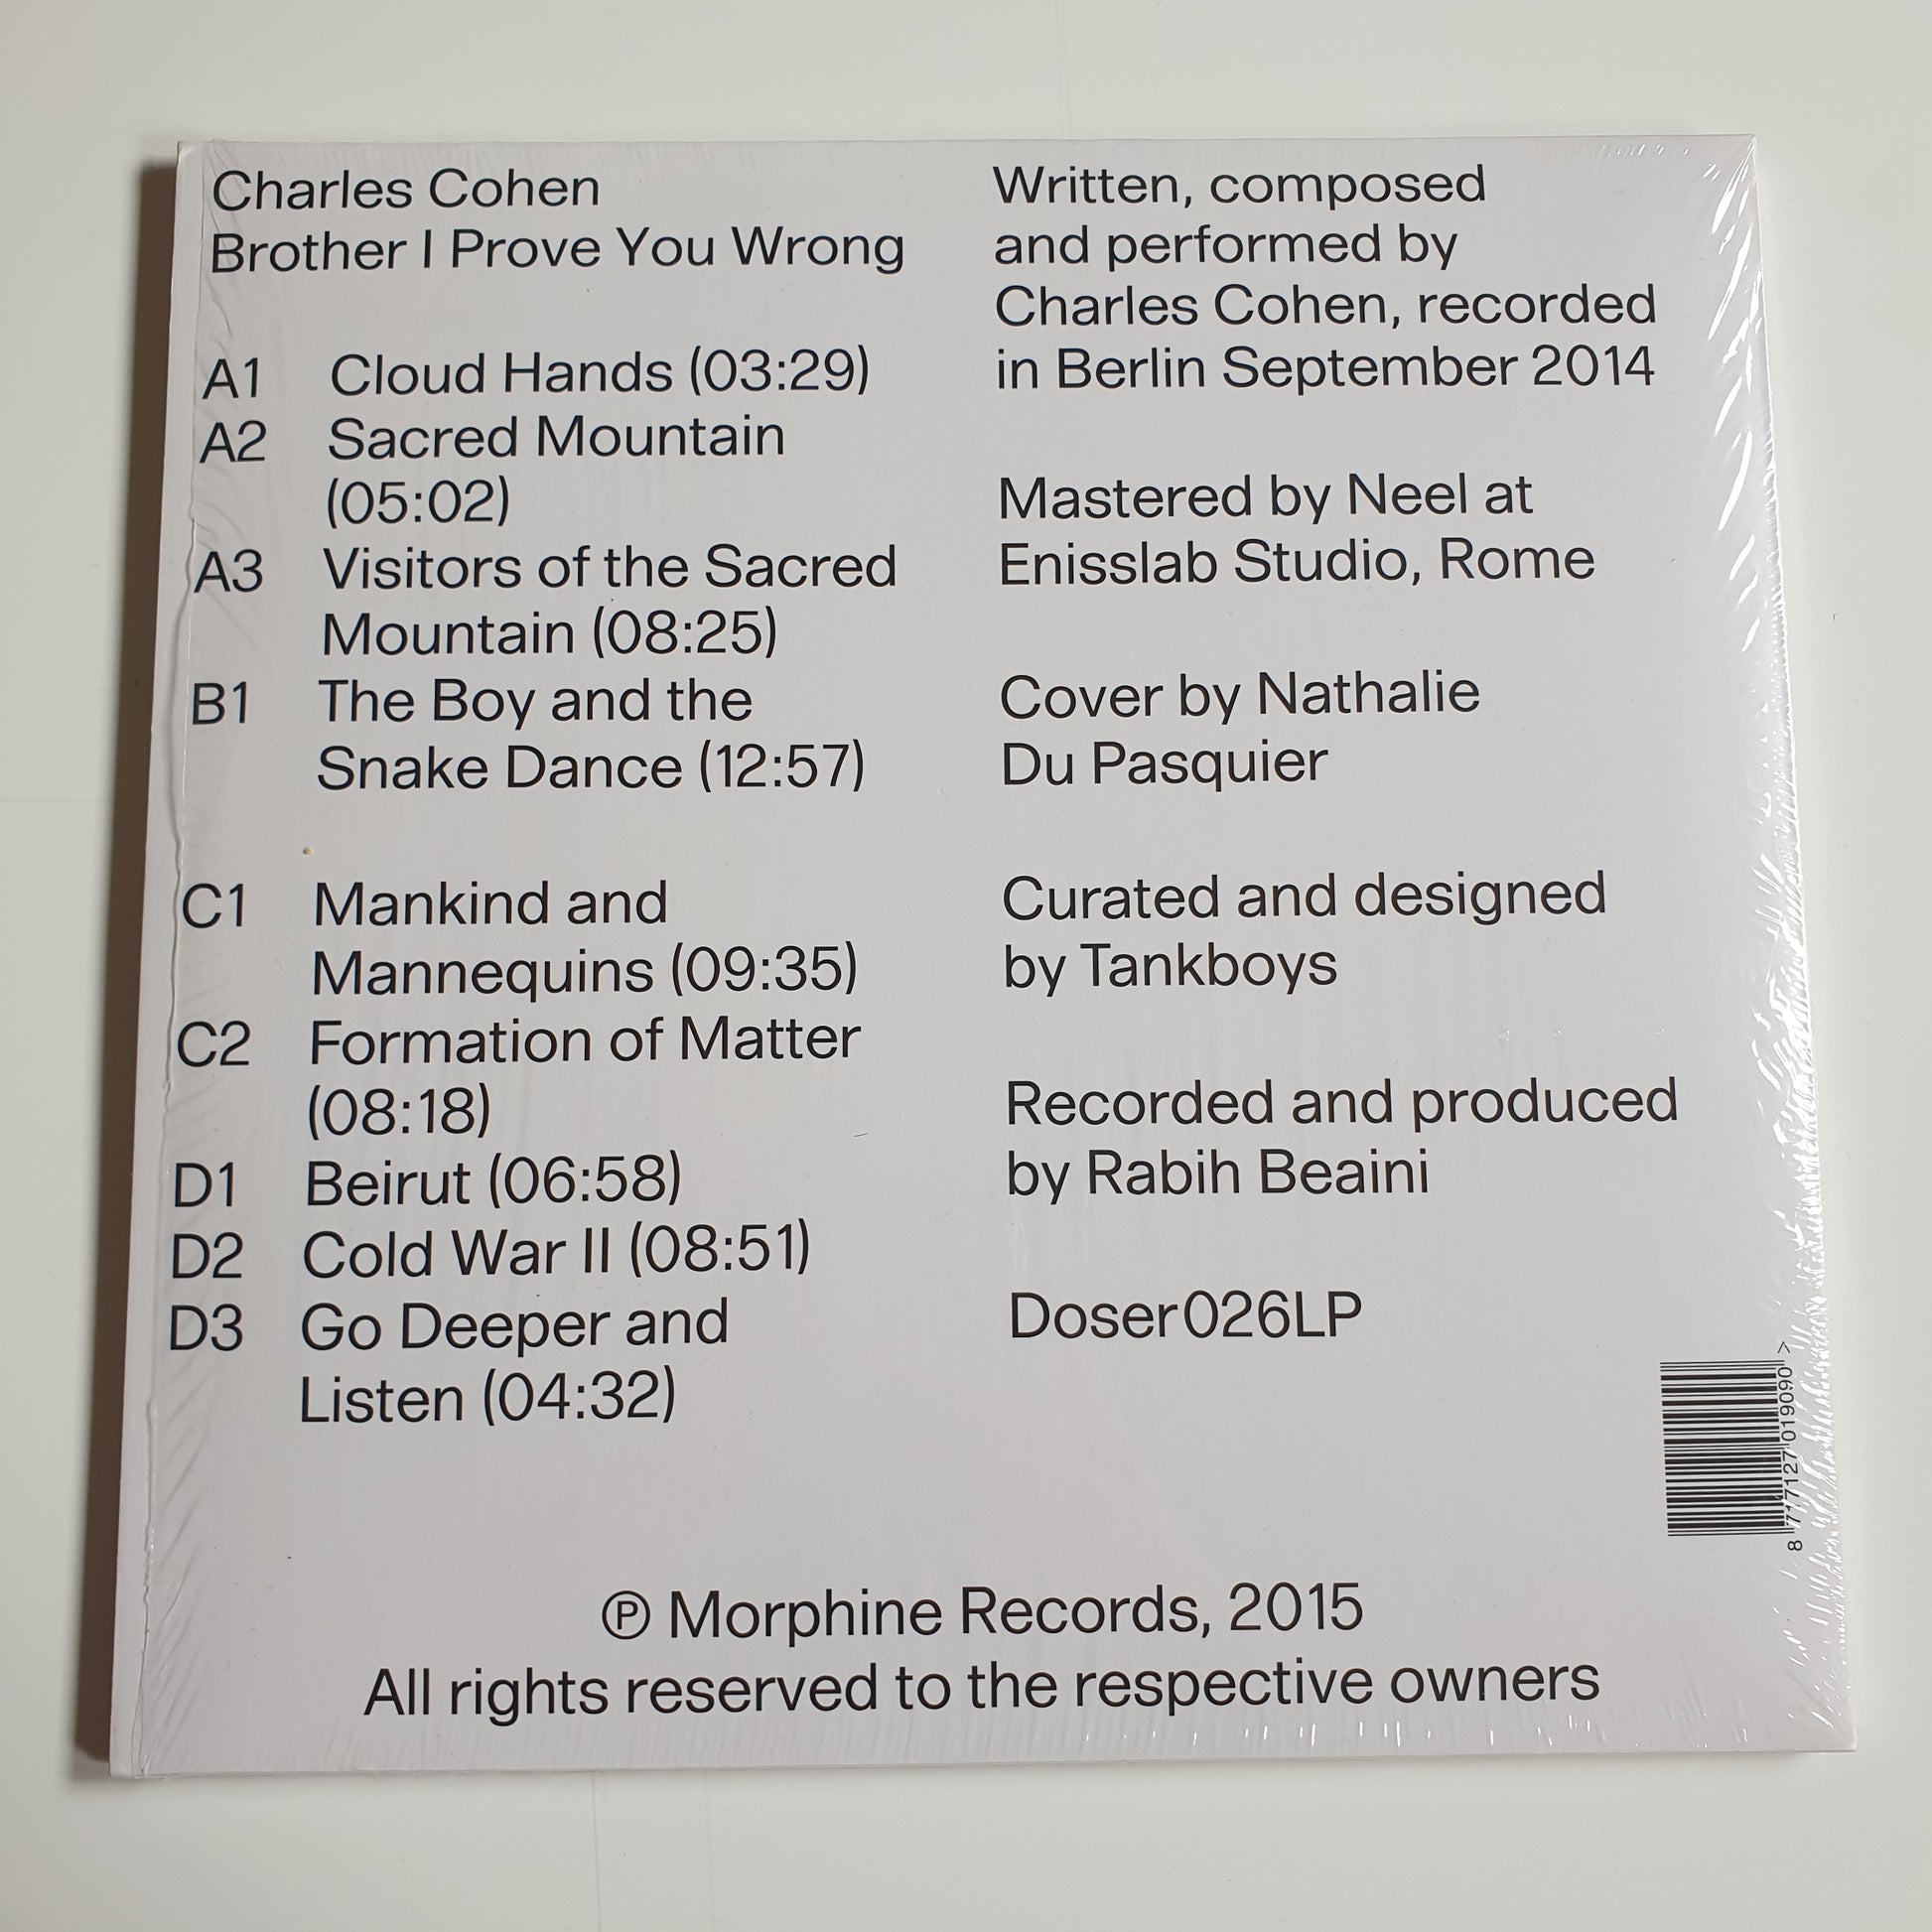 Charles Cohen
Brother I Prove You Wrong
A1 Cloud Hands (03:29)
A2 Sacred Mountain
(05:02)
A3 Visitors of the Sacred
Mountain (08:25)
B1 The Boy and the
Snake Dance (12:57)
C1 Mankind and
Mannequins (09:35)
C2 Formation of Matter
(08:18)
D1 Beirut (06:58)
D2 Cold War II (08:51)
D3 Go Deeper and
Listen (04:32)
Written, composed
and performed by
Charles Cohen, recorded
in Berlin September 2014
Mastered by Neel at
Enisslab Studio, Rome
Cover by Nathalie
Du Pasquier
Curated and designed
by Tankboys
Recorded and produced
by Rabih Beaini
Doser026LP
8 717127 019090 >
℗ Morphine Records, 2015
All rights reserved to the respective owners